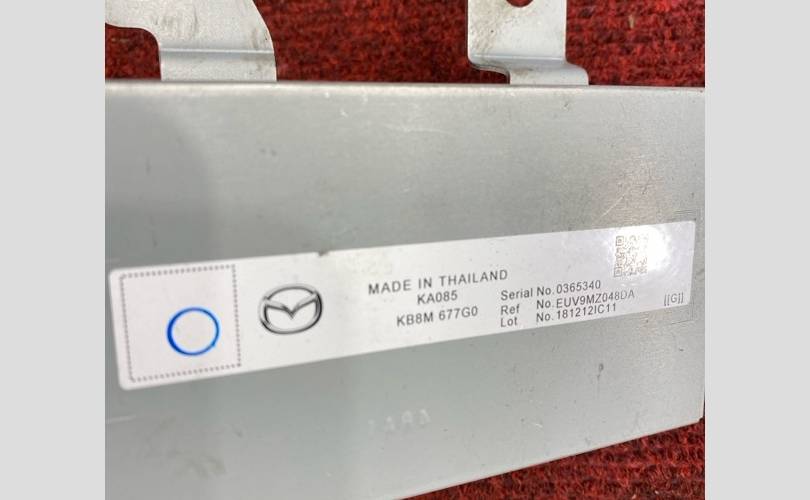 MADE IN THAILAND
KA085
KB8M 677G0
Serial No.0365340
Ref No.EUV9MZ048DA
Lot No.181212IC11
[[G]]